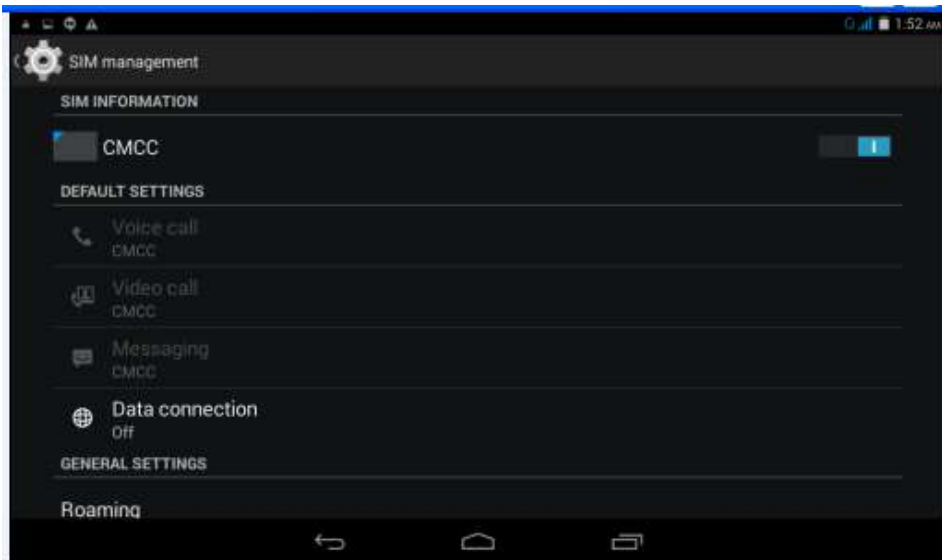 1:52 AM
SIM management
SIM INFORMATION
CMCC
DEFAULT SETTINGS
Voice call
CMCC
Video call
CMCC
Messaging
CMCC
Data connection
Off
GENERAL SETTINGS
Roaming